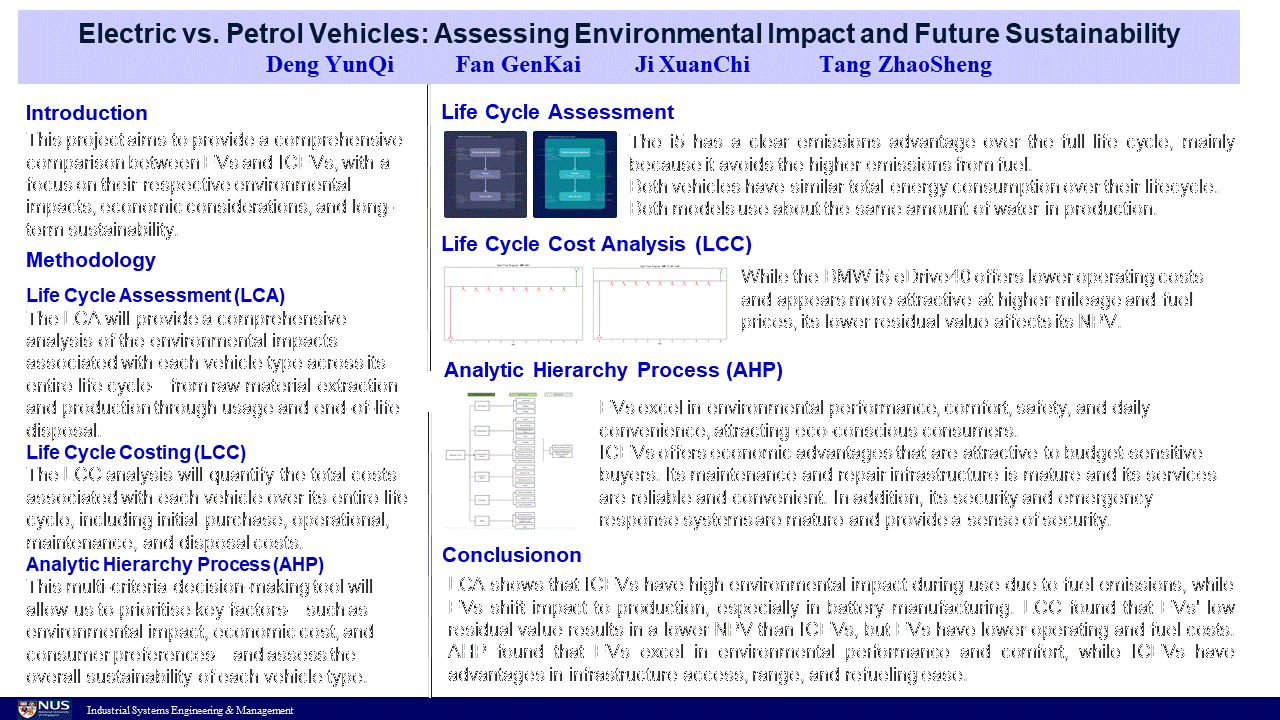 Electric vs. Petrol Vehicles: Assessing Environmental Impact and Future Sustainability
Deng YunQi Fan GenKai Ji XuanChi Tang ZhaoSheng
Introduction
This project aims to provide a comprehensive
comparison between EVs and ICEVs, with a
focus on their respective environmental
impacts, economic considerations, and long-
term sustainability.
Methodology
Life Cycle Assessment (LCA)
The LCA will provide a comprehensive
analysis of the environmental impacts
associated with each vehicle type across its
entire life cycle—from raw material extraction
and production through use and end-of-life
disposal.
Life Cycle Costing (LCC)
The LCC analysis will quantify the total costs
associated with each vehicle over its entire life
cycle, including initial purchase, operational,
maintenance, and disposal costs.
Analytic Hierarchy Process (AHP)
This multi-criteria decision-making tool will
allow us to prioritise key factors—such as
environmental impact, economic cost, and
consumer preferences—and assess the
overall sustainability of each vehicle type.
Life Cycle Assessment
The i5 has a clear emissions advantage over the full life cycle, mainly
because it avoids the higher emissions from fuel.
Both vehicles have similar total energy consumption over their lifecycle.
Both models use about the same amount of water in production.
Life Cycle Cost Analysis (LCC)
While the BMW i5 eDrive40 offers lower operating costs
and appears more attractive at higher mileage and fuel
prices, its lower residual value affects its NPV.
Analytic Hierarchy Process (AHP)
EVs excel in environmental performance, comfort, safety, and daily
convenience, attracting eco-conscious consumers.
ICEVs offer economic advantages that are attractive to budget-sensitive
buyers. Its maintenance and repair infrastructure is mature and its services
are reliable and convenient. In addition, its security and emergency
response systems are mature and provide a sense of security.
Conclusionon
LCA shows that ICEVs have high environmental impact during use due to fuel emissions, while
EVs shift impact to production, especially in battery manufacturing. LCC found that EVs' low
residual value results in a lower NPV than ICEVs, but EVs have lower operating and fuel costs.
AHP found that EVs excel in environmental performance and comfort, while ICEVs have
advantages in infrastructure access, range, and refueling ease.
NUS
National University
of Singapore
Industrial Systems Engineering & Management